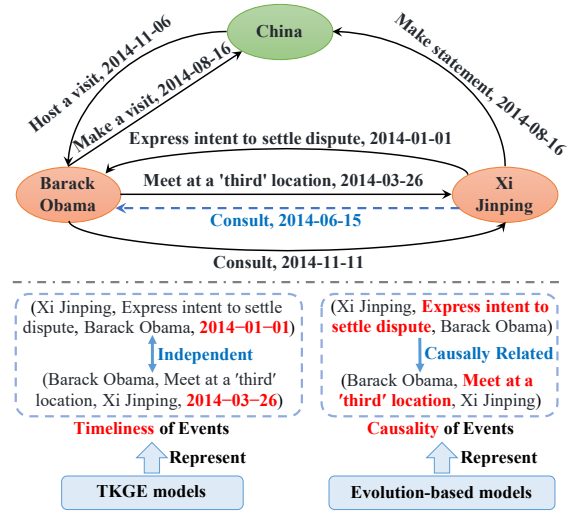 China
Host a visit, 2014-11-06
Make a visit, 2014-08-16
Make statement, 2014-08-16
Express intent to settle dispute, 2014-01-01
Barack
Obama
Meet at a 'third' location, 2014-03-26
Xi
Jinping
Consult, 2014-06-15
Consult, 2014-11-11
(Xi Jinping, Express intent to settle
dispute, Barack Obama, 2014−01−01)
Independent
(Barack Obama, Meet at a 'third'
location, Xi Jinping, 2014−03−26)
Timeliness of Events
Represent
TKGE models
(Xi Jinping, Express intent to
settle dispute, Barack Obama)
Causally Related
(Barack Obama, Meet at a
'third' location, Xi Jinping)
Causality of Events
Represent
Evolution-based models